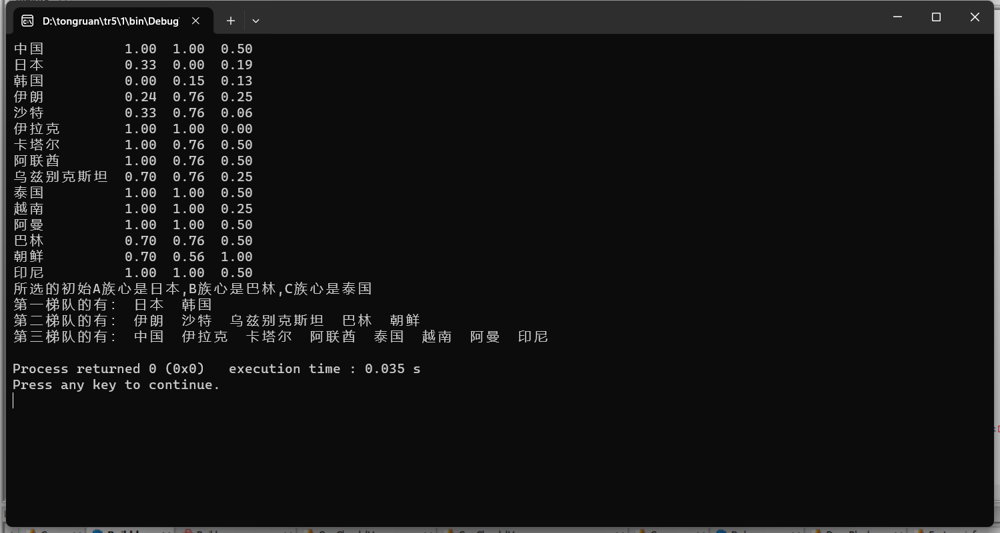 D:\tongruan\tr5\1\bin\Debug\
中国 1.00 1.00 0.50
日本 0.33 0.00 0.19
韩国 0.00 0.15 0.13
伊朗 0.24 0.76 0.25
沙特 0.33 0.76 0.06
伊拉克 1.00 1.00 0.00
卡塔尔 1.00 0.76 0.50
阿联酋 1.00 0.76 0.50
乌兹别克斯坦 0.70 0.76 0.25
泰国 1.00 1.00 0.50
越南 1.00 1.00 0.25
阿曼 1.00 1.00 0.50
巴林 0.70 0.76 0.50
朝鲜 0.70 0.56 1.00
印尼 1.00 1.00 0.50
所选的初始A族心是日本,B族心是巴林,C族心是泰国
第一梯队的有： 日本 韩国
第二梯队的有： 伊朗 沙特 乌兹别克斯坦 巴林 朝鲜
第三梯队的有： 中国 伊拉克 卡塔尔 阿联酋 泰国 越南 阿曼 印尼
Process returned 0 (0x0) execution time : 0.035 s
Press any key to continue.